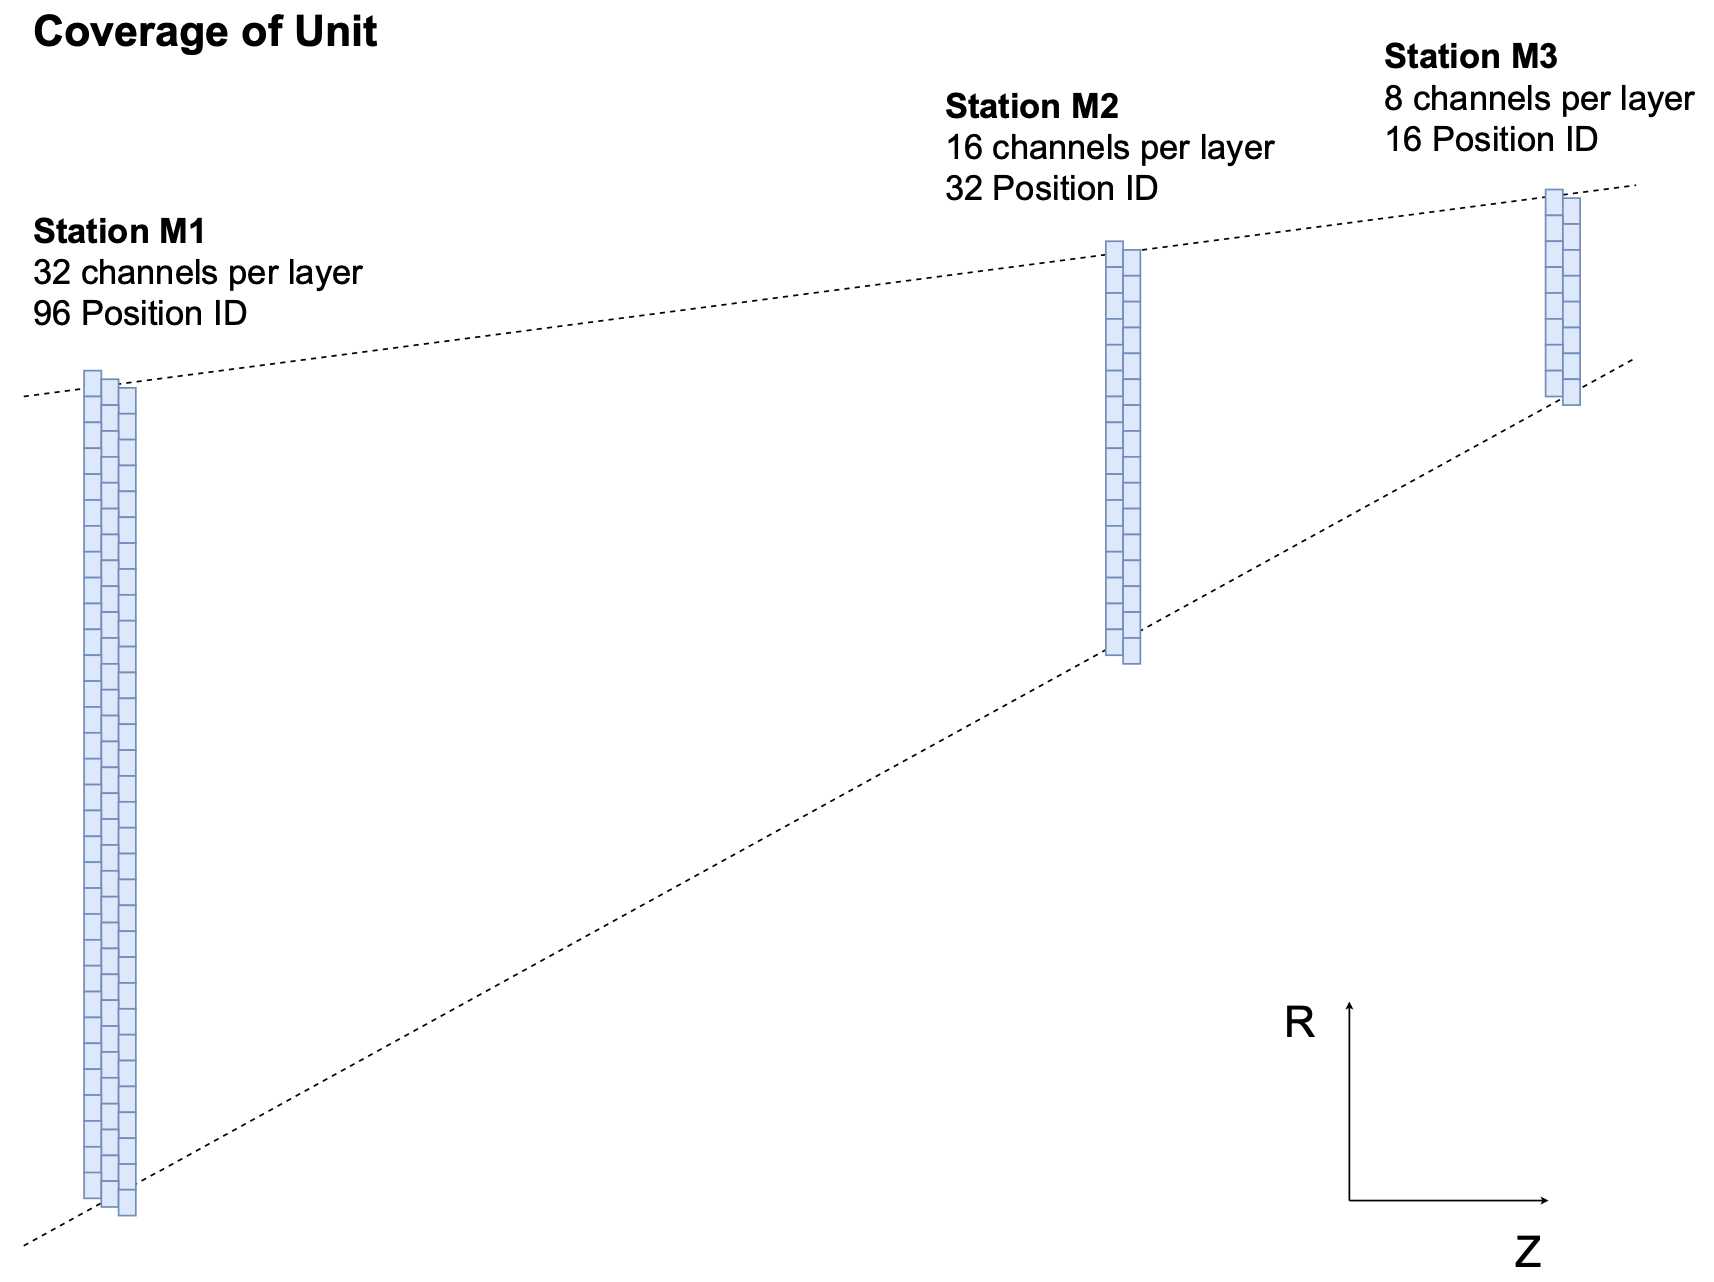 Coverage of Unit
Station M3
8 channels per layer
16 Position ID
Station M2
16 channels per layer
32 Position ID
Station M1
32 channels per layer
96 Position ID
R
Z